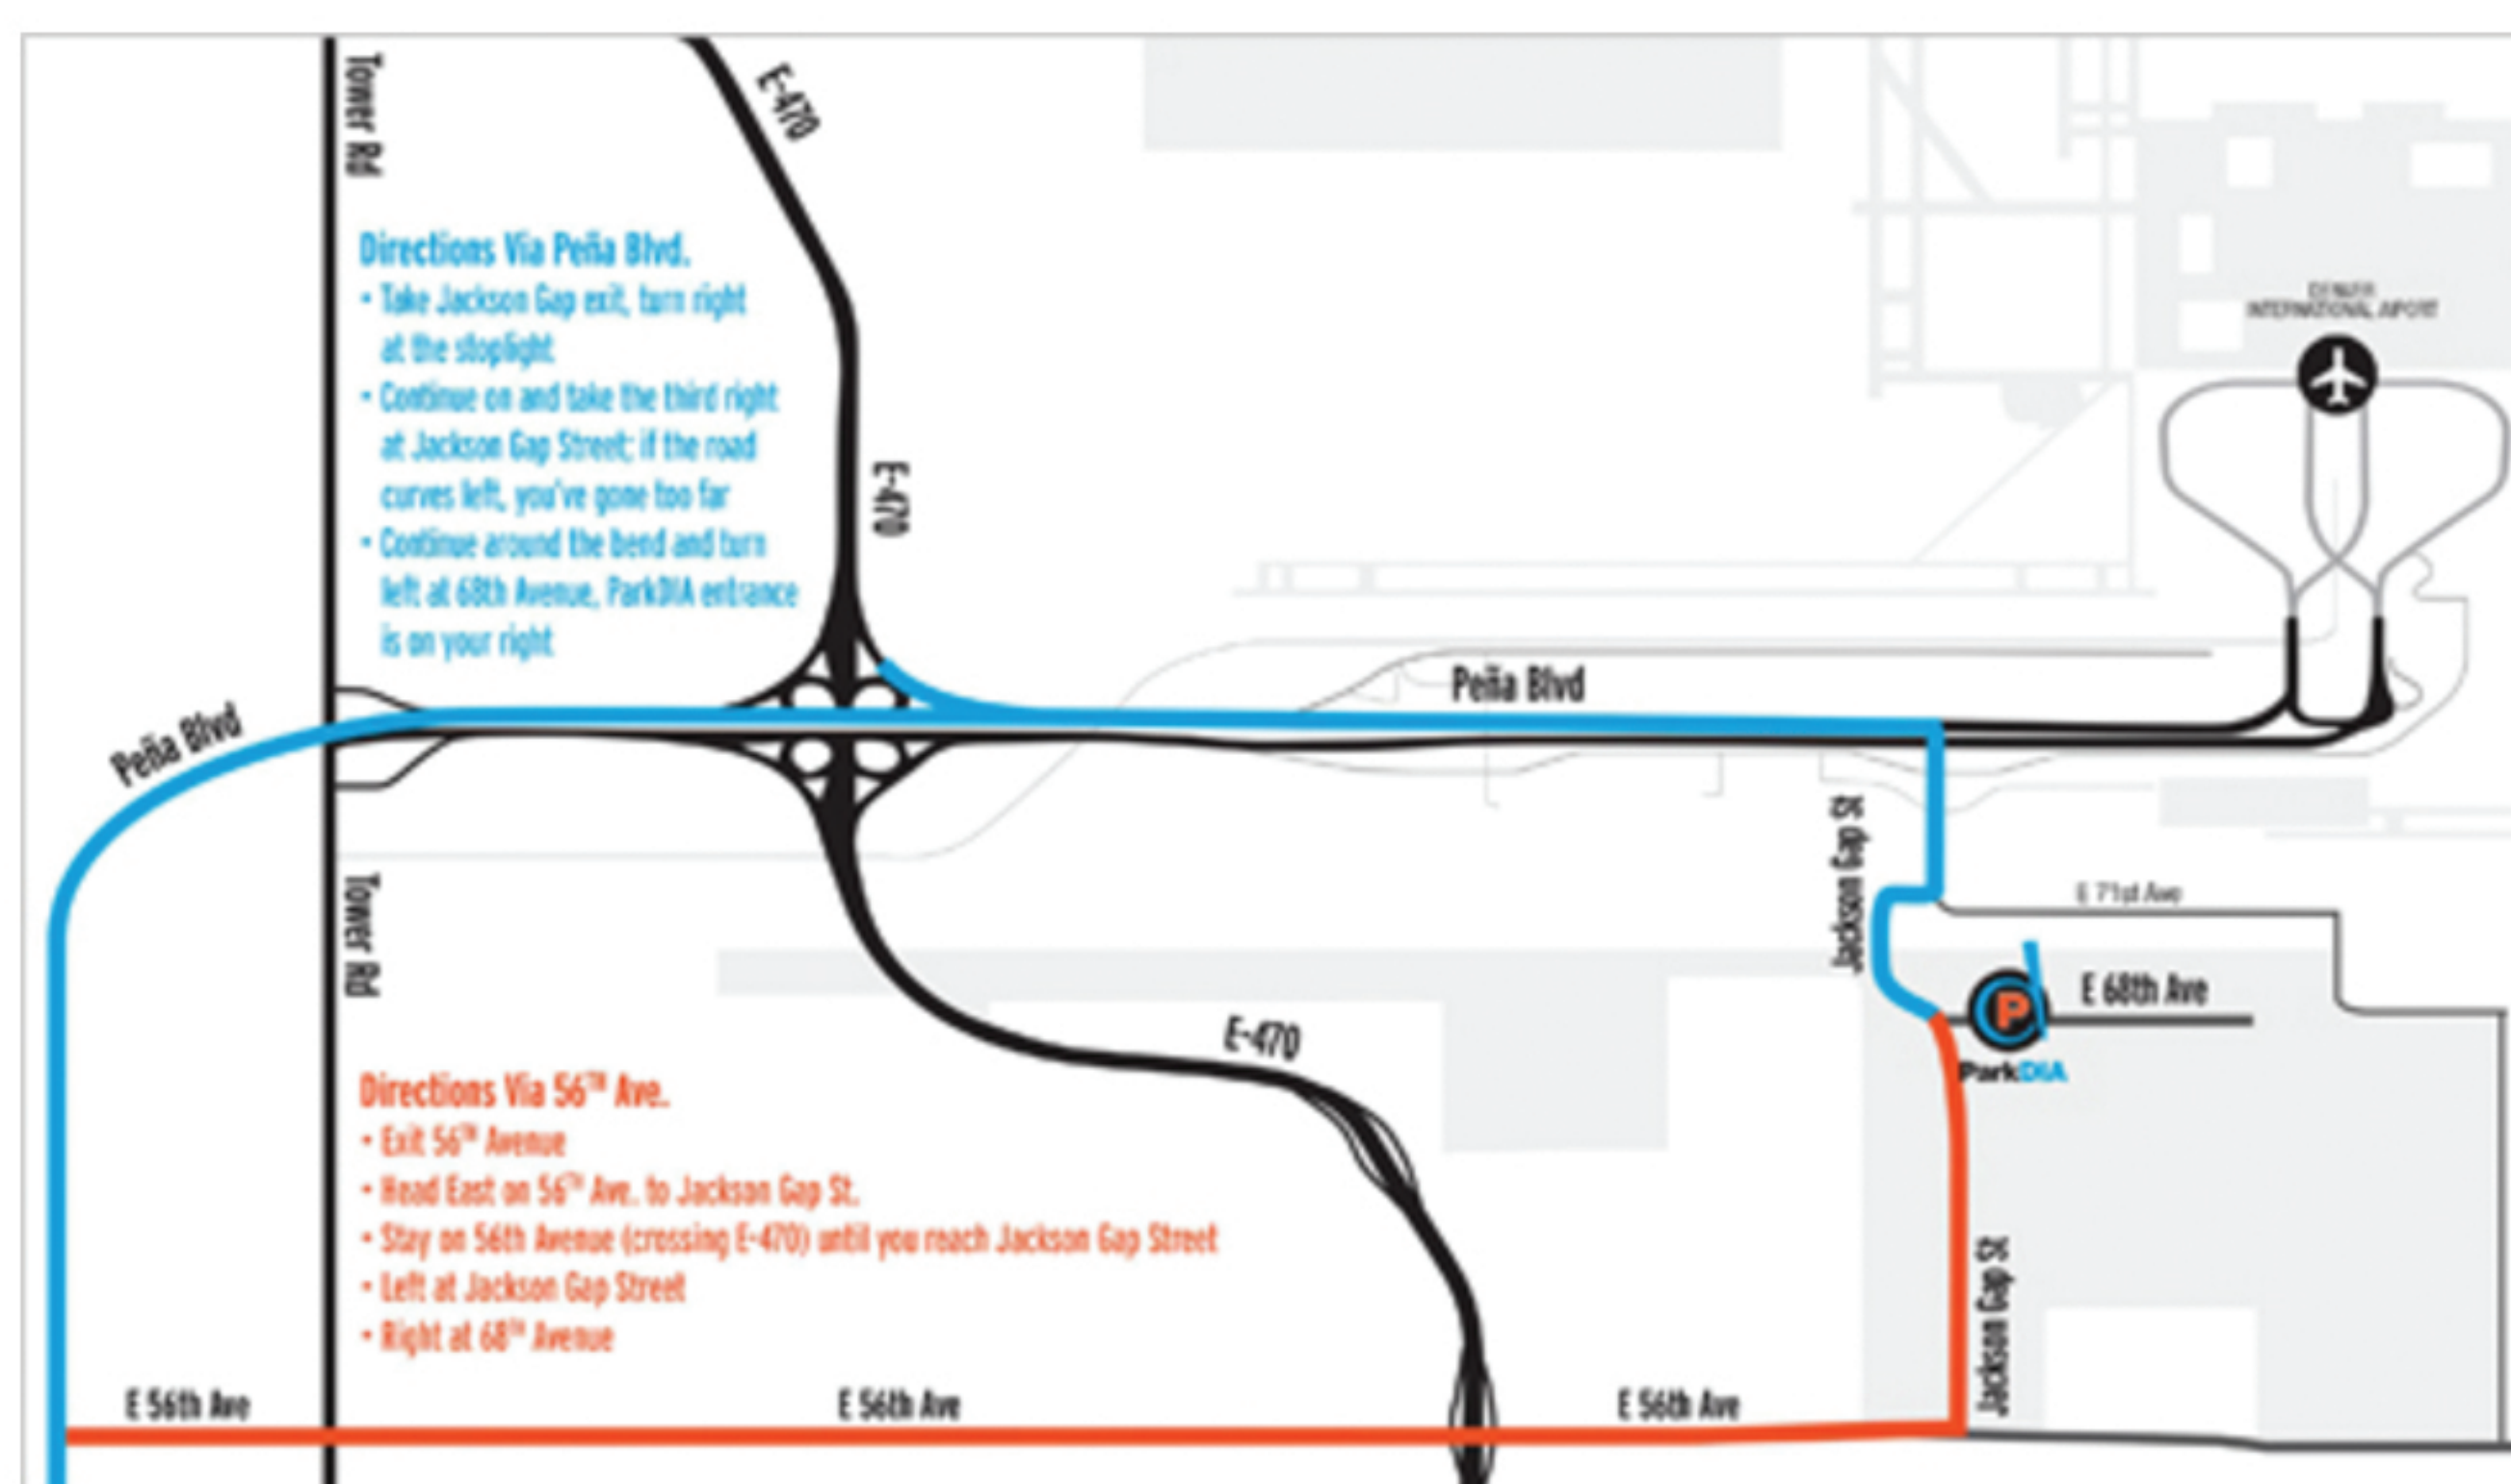 Tower Rd
E-470
Directions Via Peña Blvd.
• Take Jackson Gap exit, turn right
at the stoplight
• Continue on and take the third right
at Jackson Gap Street; if the road
curves left, you've gone too far
• Continue around the bend and turn
left at 68th Avenue, ParkDIA entrance
is on your right
DENVER
INTERNATIONAL AIPORT
E-470
Peña Blvd
Peña Blvd
Jackson Gap St
Tower Rd
E 71st Ave
E 68th Ave
P
ParkDIA
E-470
Directions Via 56TH Ave.
• Exit 56TH Avenue
• Head East on 56TH Ave. to Jackson Gap St.
• Stay on 56th Avenue (crossing E-470) until you reach Jackson Gap Street
• Left at Jackson Gap Street
• Right at 68TH Avenue
Jackson Gap St
E 56th Ave
E 56th Ave
E 56th Ave